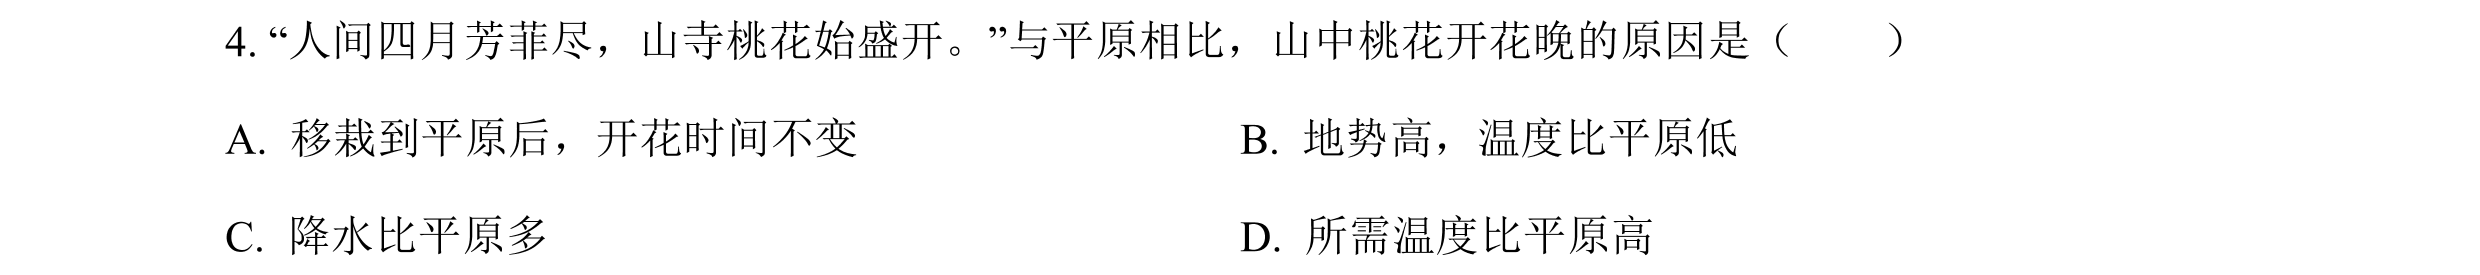 4. “人间四月芳菲尽，山寺桃花始盛开。”与平原相比，山中桃花开花晚的原因是（　　）
A. 移栽到平原后，开花时间不变 B. 地势高，温度比平原低
C. 降水比平原多 D. 所需温度比平原高